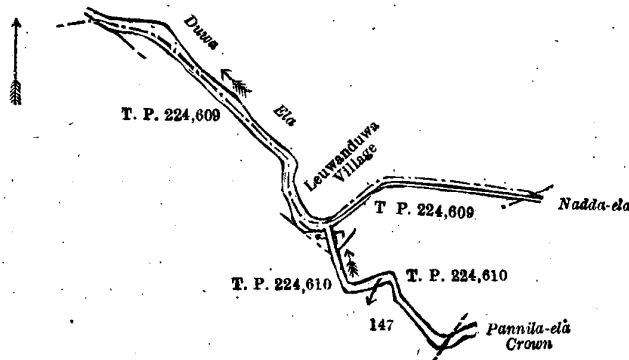 Duwa
Ela
T. P. 224,609
Leuwanduwa
Village
T P. 224,609
Nadda-ela
T. P. 224,610
T. P. 224,610
147
Pannila-ela
Crown